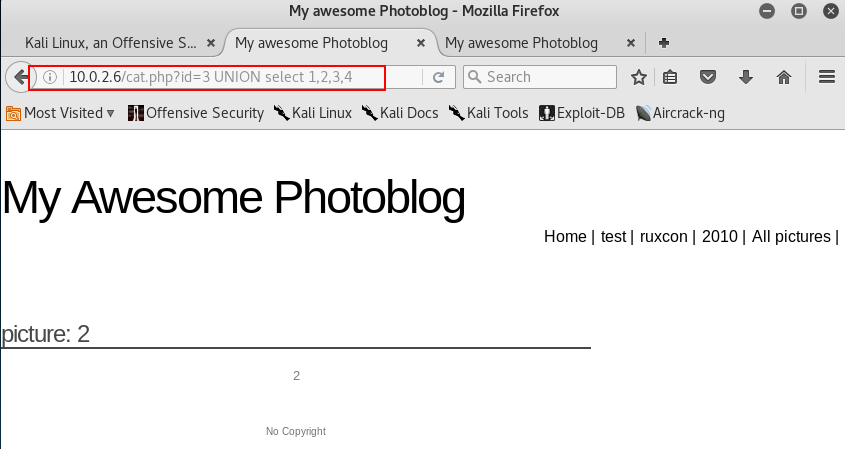 My awesome Photoblog - Mozilla Firefox
Kali Linux, an Offensive S... × My awesome Photoblog × My awesome Photoblog ×
10.0.2.6/cat.php?id=3 UNION select 1,2,3,4 Search
Most Visited Offensive Security Kali Linux Kali Docs Kali Tools Exploit-DB Aircrack-ng
My Awesome Photoblog
Home | test | ruxcon | 2010 | All pictures |
picture: 2
2
No Copyright